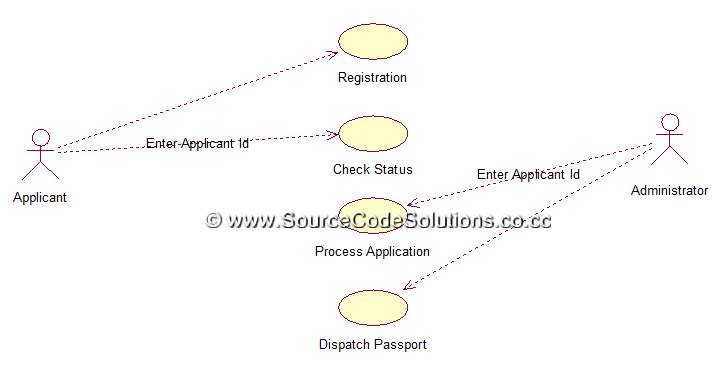 Registration
Enter Applicant Id
Check Status
Applicant
Enter Applicant Id
Administrator
© www.SourceCodeSolutions.co.cc
Process Application
Dispatch Passport